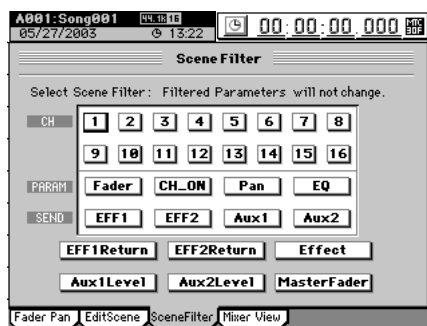 A001:Song001 44.1k 16
05/27/2003 13:22 00:00:00.000 MTC 30F
Scene Filter
Select Scene Filter: Filtered Parameters will not change.
CH 1 2 3 4 5 6 7 8
9 10 11 12 13 14 15 16
PARAM Fader CH_ON Pan EQ
SEND EFF1 EFF2 Aux1 Aux2
EFF1Return EFF2Return Effect
Aux1Level Aux2Level MasterFader
Fader Pan EditScene SceneFilter Mixer View